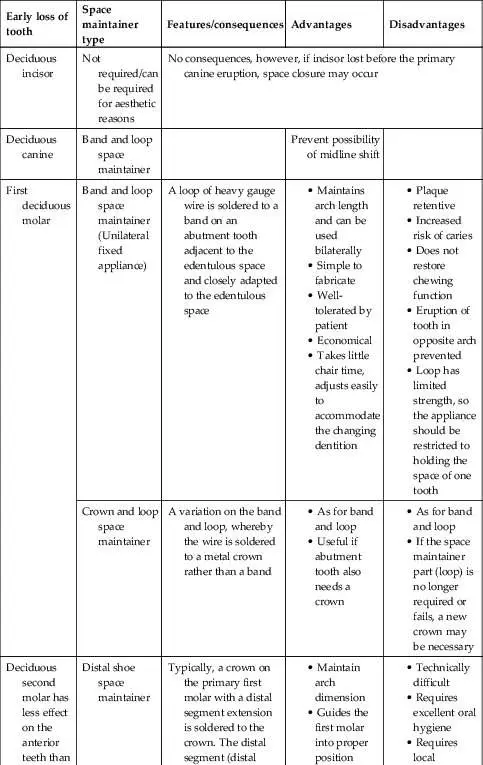 Early loss of
tooth
Space
maintainer
type
Features/consequences
Advantages
Disadvantages
Deciduous
incisor
Not
required/can
be required
for aesthetic
reasons
No consequences, however, if incisor lost before the primary
canine eruption, space closure may occur
Deciduous
canine
Band and loop
space
maintainer
Prevent possibility
of midline shift
First
deciduous
molar
Band and loop
space
maintainer
(Unilateral
fixed
appliance)
A loop of heavy gauge
wire is soldered to a
band on an
abutment tooth
adjacent to the
edentulous space
and closely adapted
to the edentulous
space
• Maintains
arch length
and can be
used
bilaterally
• Simple to
fabricate
• Well-
tolerated by
patient
• Economical
• Takes little
chair time,
adjusts easily
to
accommodate
the changing
dentition
• Plaque
retentive
• Increased
risk of caries
• Does not
restore
chewing
function
• Eruption of
tooth in
opposite arch
prevented
• Loop has
limited
strength, so
the appliance
should be
restricted to
holding the
space of one
tooth
Crown and loop
space
maintainer
A variation on the band
and loop, whereby
the wire is soldered
to a metal crown
rather than a band
• As for band
and loop
• Useful if
abutment
tooth also
needs a
crown
• As for band
and loop
• If the space
maintainer
part (loop) is
no longer
required or
fails, a new
crown may
be necessary
Deciduous
second
molar has
less effect
on the
anterior
teeth than
Distal shoe
space
maintainer
Typically, a crown on
the primary first
molar with a distal
segment extension
is soldered to the
crown. The distal
segment (distal
• Maintain
arch
dimension
• Guides the
first molar
into proper
position
• Technically
difficult
• Requires
excellent oral
hygiene
• Requires
local